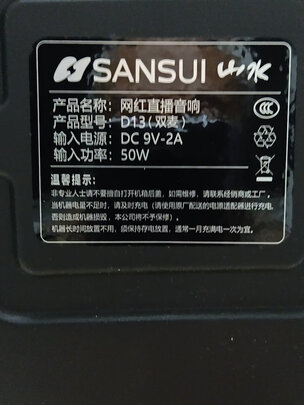 SANSUI 山水
产品名称: 网红直播音响
产品型号: D13(双麦)
输入电源: DC 9V-2A
输入功率: 50W
温馨提示:
非专业人士请不要擅自打开机箱后盖,如需维修,请联系经销商或工厂。
当机器电量不足时,请及时充电(请使用原厂配送的电源适配器进行充电,
否则造成机器损毁,本公司将不予保修)。
机器长时间放置不用,须保持存电放置,通常一月充满电一次为宜。